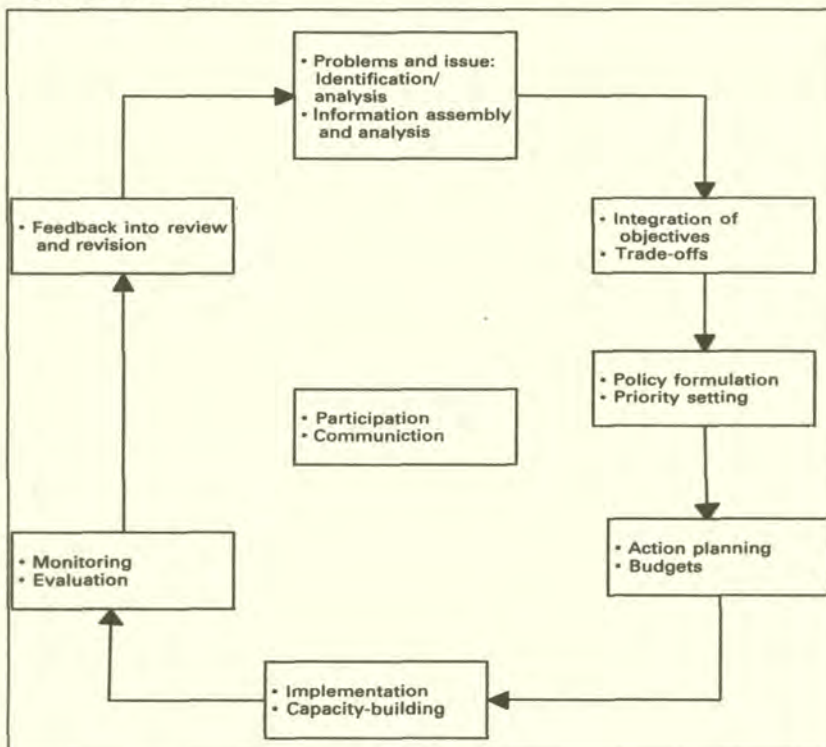 • Problems and issue:
Identification/
analysis
• Information assembly
and analysis
• Integration of
objectives
• Trade-offs
• Policy formulation
• Priority setting
• Action planning
• Budgets
• Implementation
• Capacity-building
• Monitoring
• Evaluation
• Feedback into review
and revision
• Participation
• Communiction